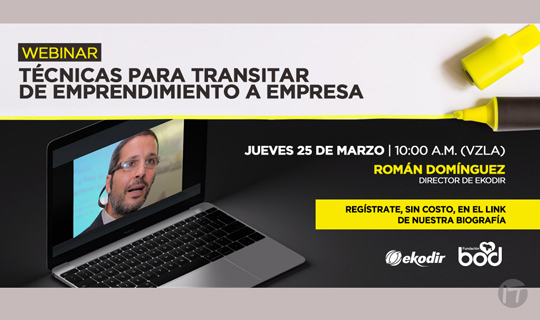 WEBINAR
TÉCNICAS PARA TRANSITAR
DE EMPRENDIMIENTO A EMPRESA
JUEVES 25 DE MARZO | 10:00 A.M. (VZLA)
ROMÁN DOMÍNGUEZ
DIRECTOR DE EKODIR
REGÍSTRATE, SIN COSTO, EN EL LINK
DE NUESTRA BIOGRAFÍA
ekodir
Fundación
bod
IT